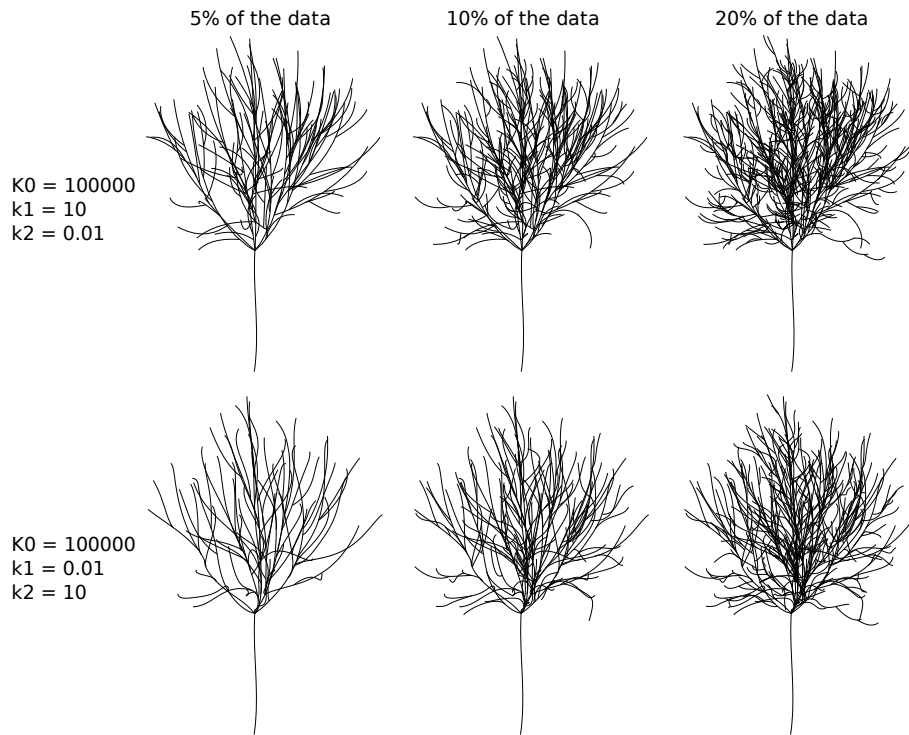 5% of the data
10% of the data
20% of the data
K0 = 100000
k1 = 10
k2 = 0.01
K0 = 100000
k1 = 0.01
k2 = 10